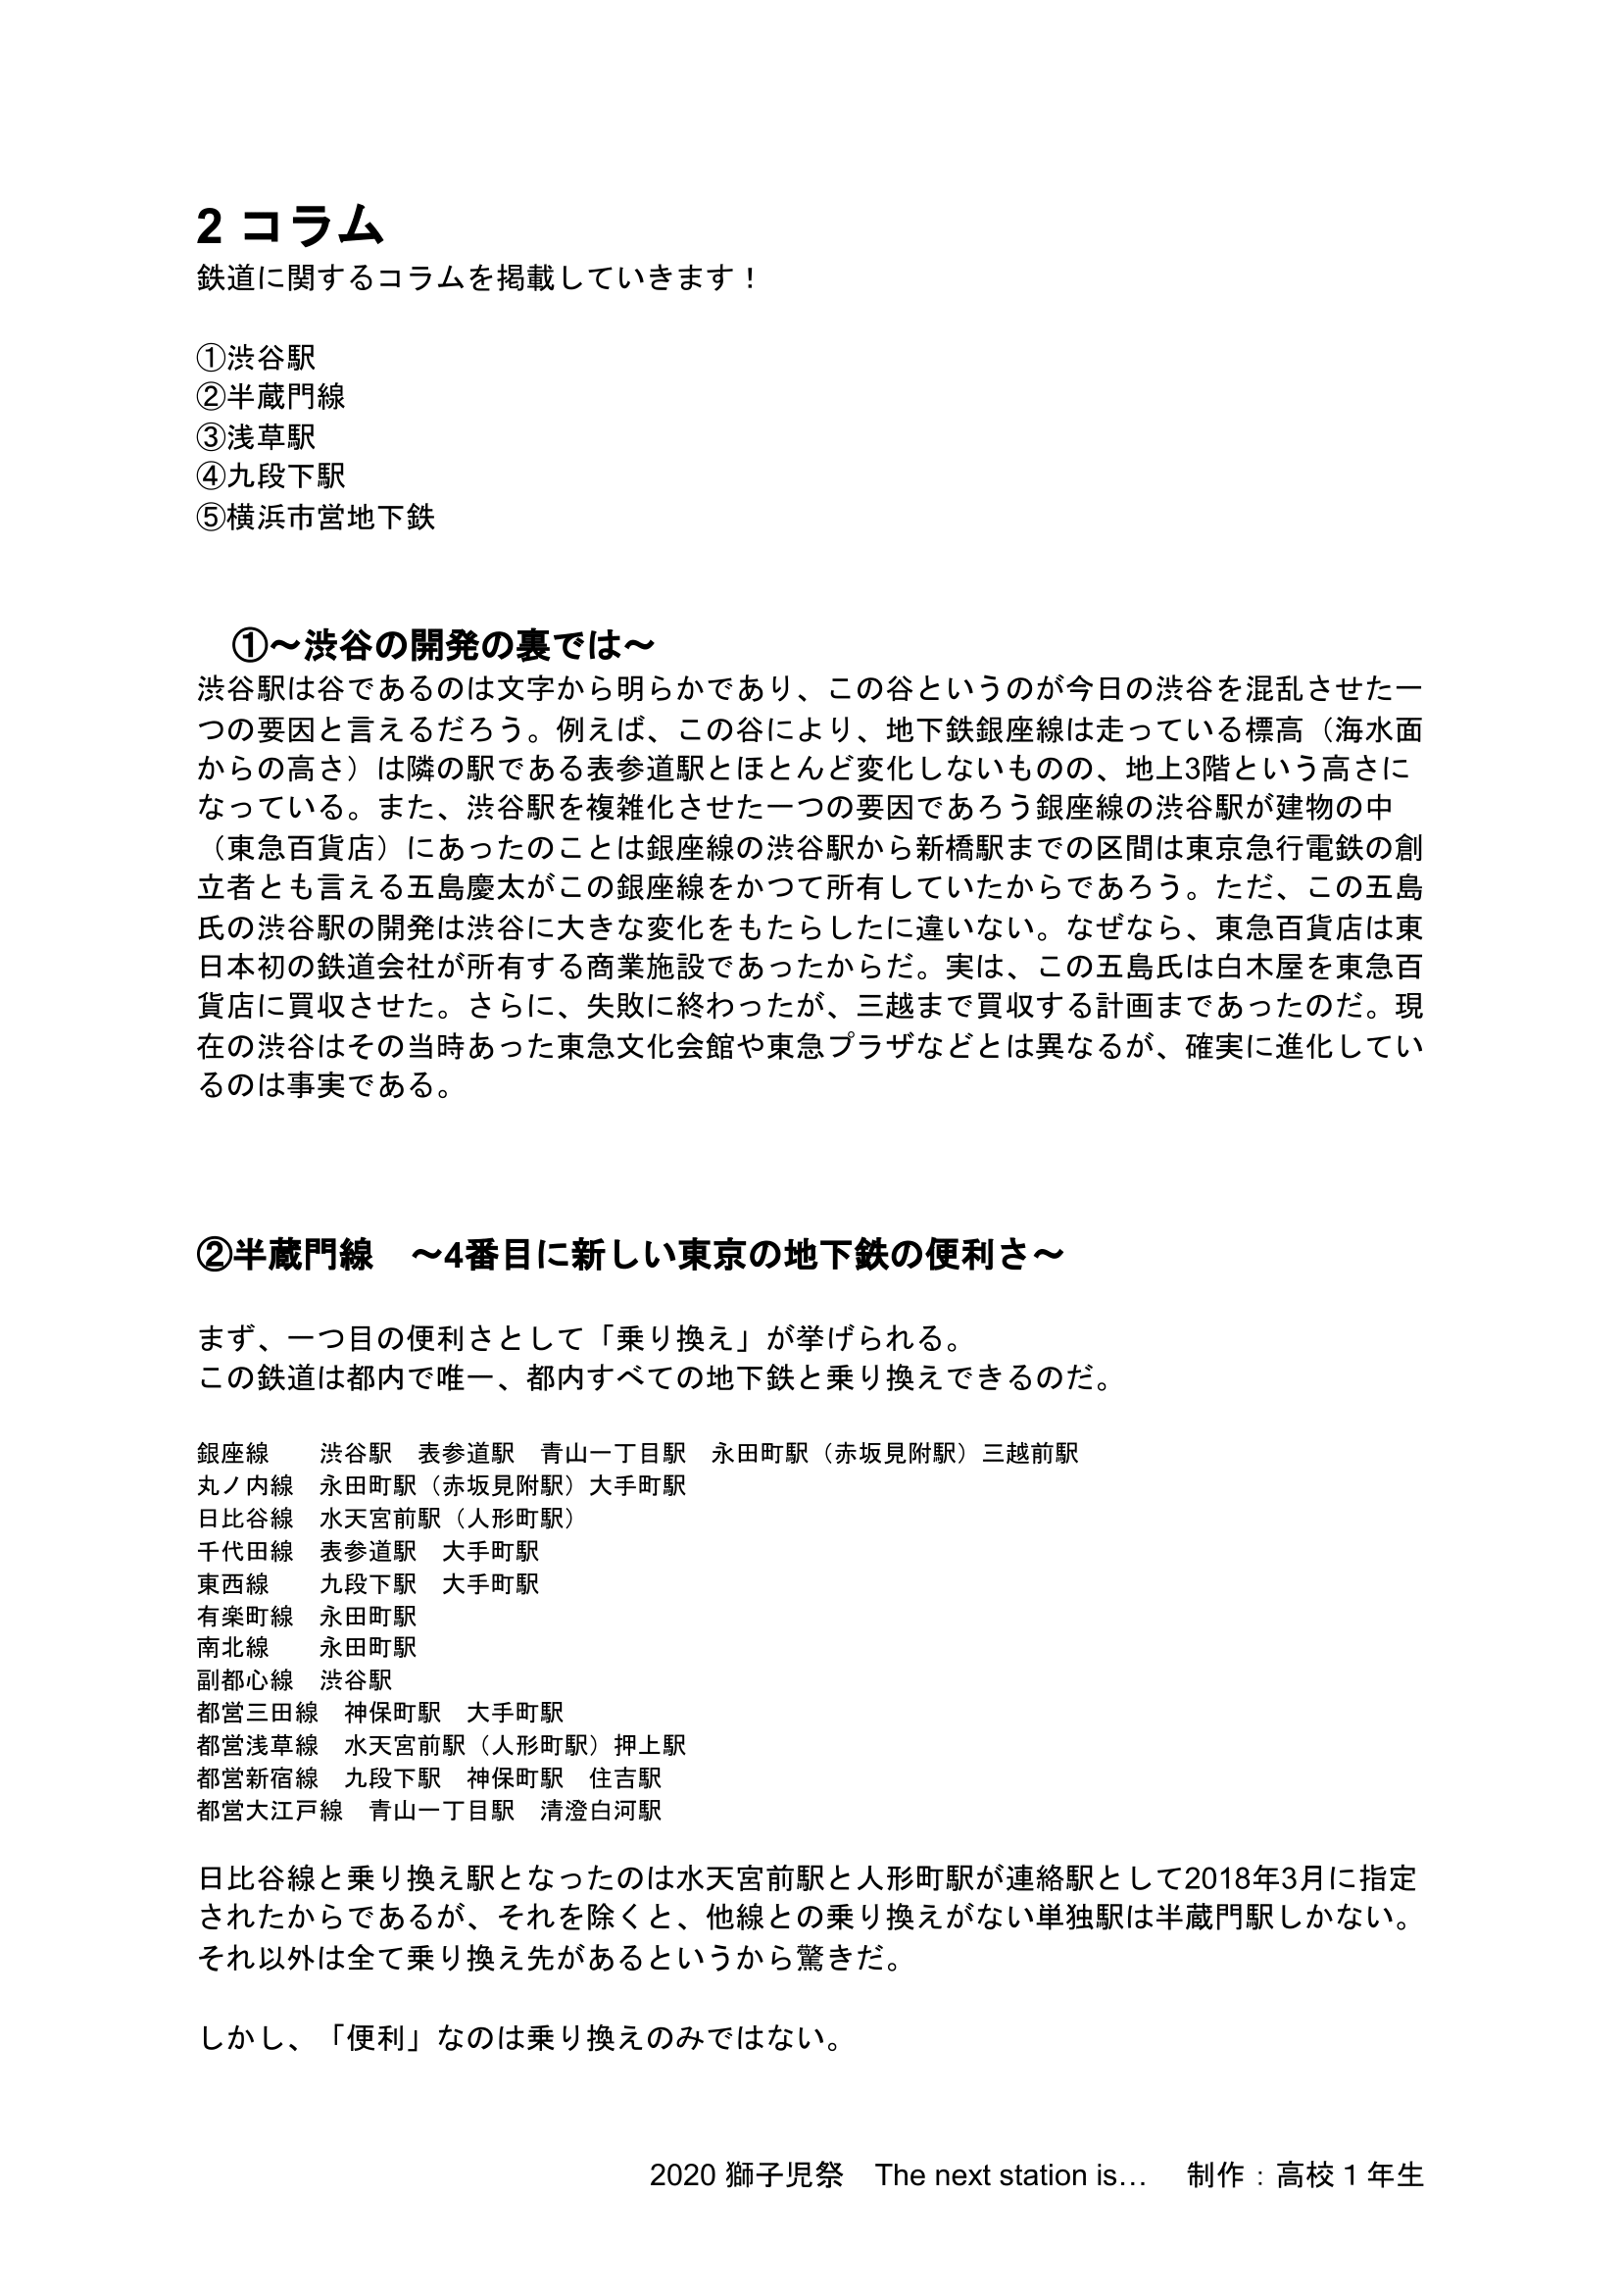 2 コラム
鉄道に関するコラムを掲載していきます！
①渋谷駅
②半蔵門線
③浅草駅
④九段下駅
⑤横浜市営地下鉄
①～渋谷の開発の裏では～
渋谷駅は谷であるのは文字から明らかであり、この谷というのが今日の渋谷を混乱させた一
つの要因と言えるだろう。例えば、この谷により、地下鉄銀座線は走っている標高（海水面
からの高さ）は隣の駅である表参道駅とほとんど変化しないものの、地上3階という高さに
なっている。また、渋谷駅を複雑化させた一つの要因であろう銀座線の渋谷駅が建物の中
（東急百貨店）にあったのことは銀座線の渋谷駅から新橋駅までの区間は東京急行電鉄の創
立者とも言える五島慶太がこの銀座線をかつて所有していたからであろう。ただ、この五島
氏の渋谷駅の開発は渋谷に大きな変化をもたらしたに違いない。なぜなら、東急百貨店は東
日本初の鉄道会社が所有する商業施設であったからだ。実は、この五島氏は白木屋を東急百
貨店に買収させた。さらに、失敗に終わったが、三越まで買収する計画まであったのだ。現
在の渋谷はその当時あった東急文化会館や東急プラザなどとは異なるが、確実に進化してい
るのは事実である。
②半蔵門線　～4番目に新しい東京の地下鉄の便利さ～
まず、一つ目の便利さとして「乗り換え」が挙げられる。
この鉄道は都内で唯一、都内すべての地下鉄と乗り換えできるのだ。
銀座線　　渋谷駅　表参道駅　青山一丁目駅　永田町駅（赤坂見附駅）三越前駅
丸ノ内線　永田町駅（赤坂見附駅）大手町駅
日比谷線　水天宮前駅（人形町駅）
千代田線　表参道駅　大手町駅
東西線　　九段下駅　大手町駅
有楽町線　永田町駅
南北線　　永田町駅
副都心線　渋谷駅
都営三田線　神保町駅　大手町駅
都営浅草線　水天宮前駅（人形町駅）押上駅
都営新宿線　九段下駅　神保町駅　住吉駅
都営大江戸線　青山一丁目駅　清澄白河駅
日比谷線と乗り換え駅となったのは水天宮前駅と人形町駅が連絡駅として2018年3月に指定
されたからであるが、それを除くと、他線との乗り換えがない単独駅は半蔵門駅しかない。
それ以外は全て乗り換え先があるというから驚きだ。
しかし、「便利」なのは乗り換えのみではない。
2020 獅子児祭　The next station is…　制作：高校 1 年生